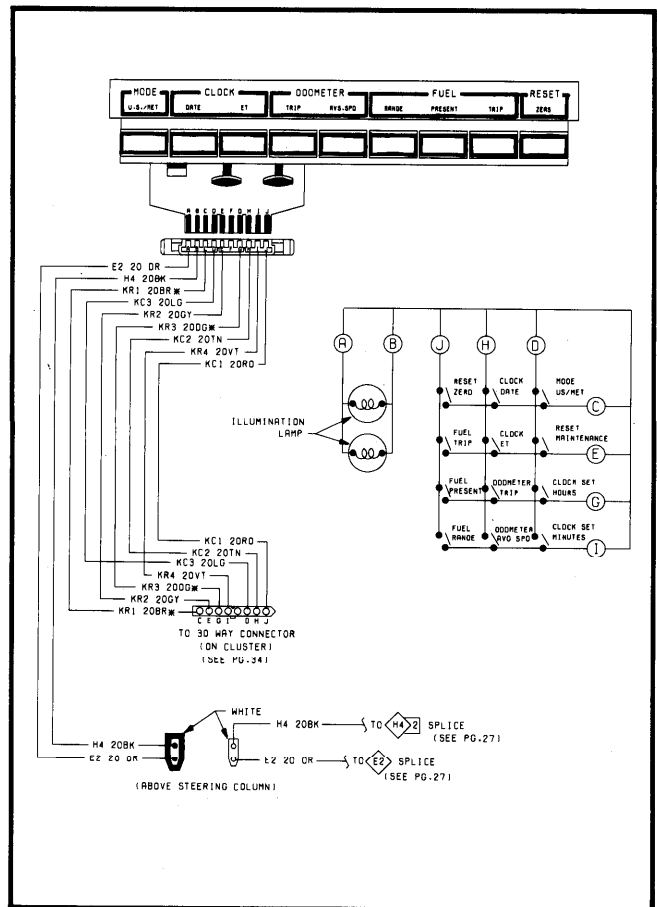 MODE CLOCK ODOMETER FUEL RESET
U.S./MET DATE ET TRIP AVS.SPD RANGE PRESENT TRIP ZERS
A B C D E F G H I J
E2 20 OR
H4 20BK
KR1 20BR*
KC3 20LG
KR2 20GY
KR3 20DG*
KC2 20TN
KR4 20VT
KC1 20RD
A B J H D
RESET ZERO
CLOCK DATE
MODE US/MET
C
ILLUMINATION LAMP
FUEL TRIP
CLOCK ET
RESET MAINTENANCE
E
FUEL PRESENT
ODOMETER TRIP
CLOCK SET HOURS
G
FUEL RANGE
ODOMETER AVG SPD
CLOCK SET MINUTES
I
KC1 20RD
KC2 20TN
KC3 20LG
KR4 20VT
KR3 20DG*
KR2 20GY
KR1 20BR*
C E G I D H J
TO 30 WAY CONNECTOR
(ON CLUSTER)
(SEE PG.34)
WHITE
H4 20BK TO H4 2 SPLICE
(SEE PG.27)
H4 20BK
E2 20 OR
E2 20 OR TO E2 SPLICE
(SEE PG.27)
(ABOVE STEERING COLUMN)